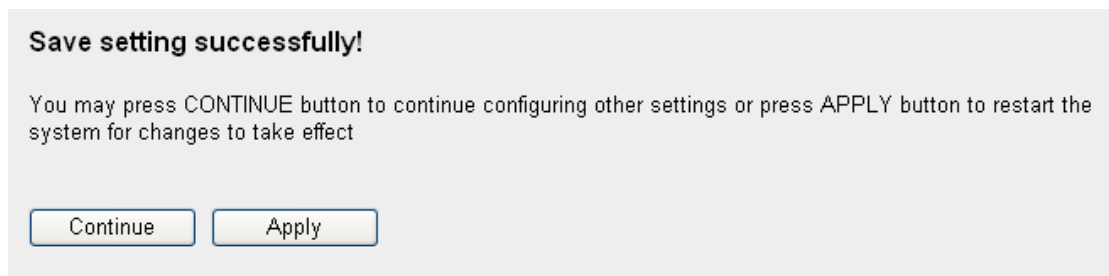 Save setting successfully!
You may press CONTINUE button to continue configuring other settings or press APPLY button to restart the
system for changes to take effect
Continue
Apply